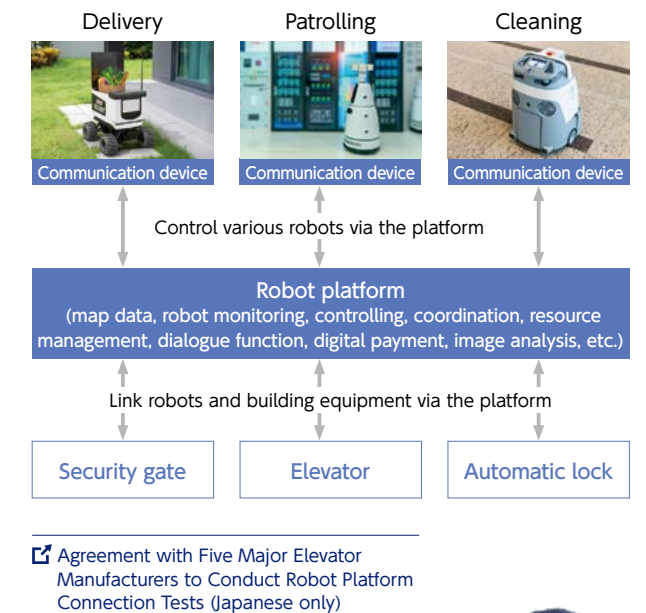 Delivery
Patrolling
Cleaning
Communication device
Communication device
Communication device
Control various robots via the platform
Robot platform
(map data, robot monitoring, controlling, coordination, resource
management, dialogue function, digital payment, image analysis, etc.)
Link robots and building equipment via the platform
Security gate
Elevator
Automatic lock
Agreement with Five Major Elevator
Manufacturers to Conduct Robot Platform
Connection Tests (Japanese only)